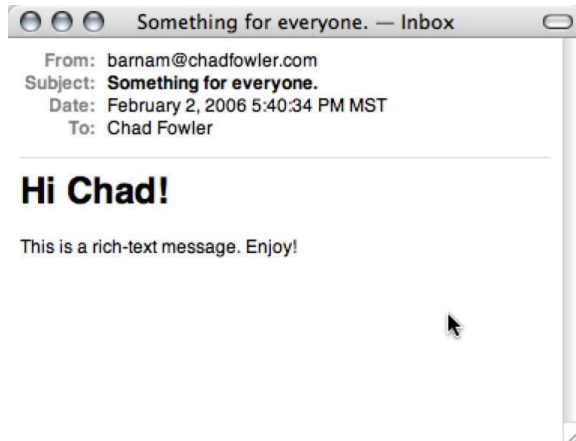 Something for everyone. — Inbox
From: barnam@chadfowler.com
Subject: Something for everyone.
Date: February 2, 2006 5:40:34 PM MST
To: Chad Fowler
Hi Chad!
This is a rich-text message. Enjoy!